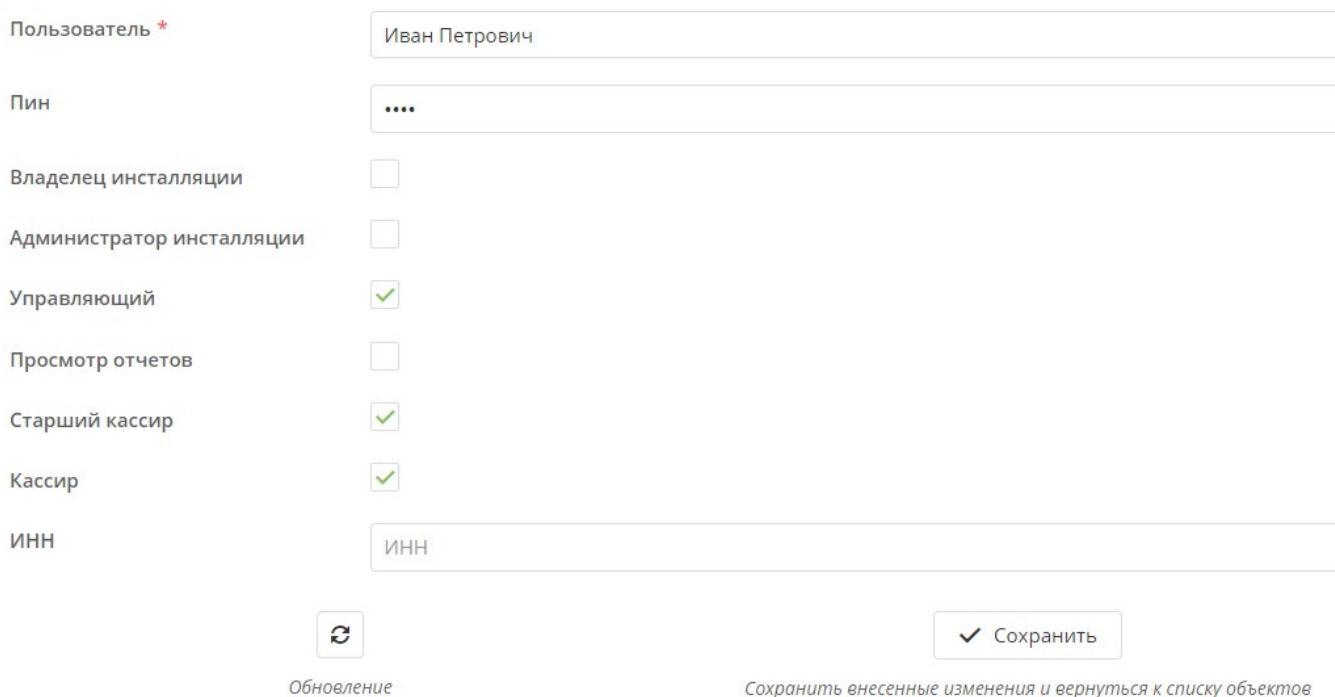 Пользователь *
Иван Петрович
Пин
••••
Владелец инсталляции
Администратор инсталляции
Управляющий
Просмотр отчетов
Старший кассир
Кассир
ИНН
ИНН
Сохранить
Обновление
Сохранить внесенные изменения и вернуться к списку объектов